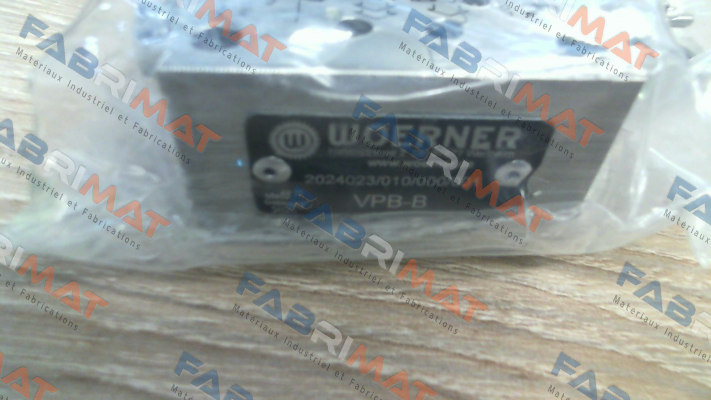 WOERNER
2024023/010/000
VPB-B
FABRIMAT
Materiaux Industriel et Fabrications